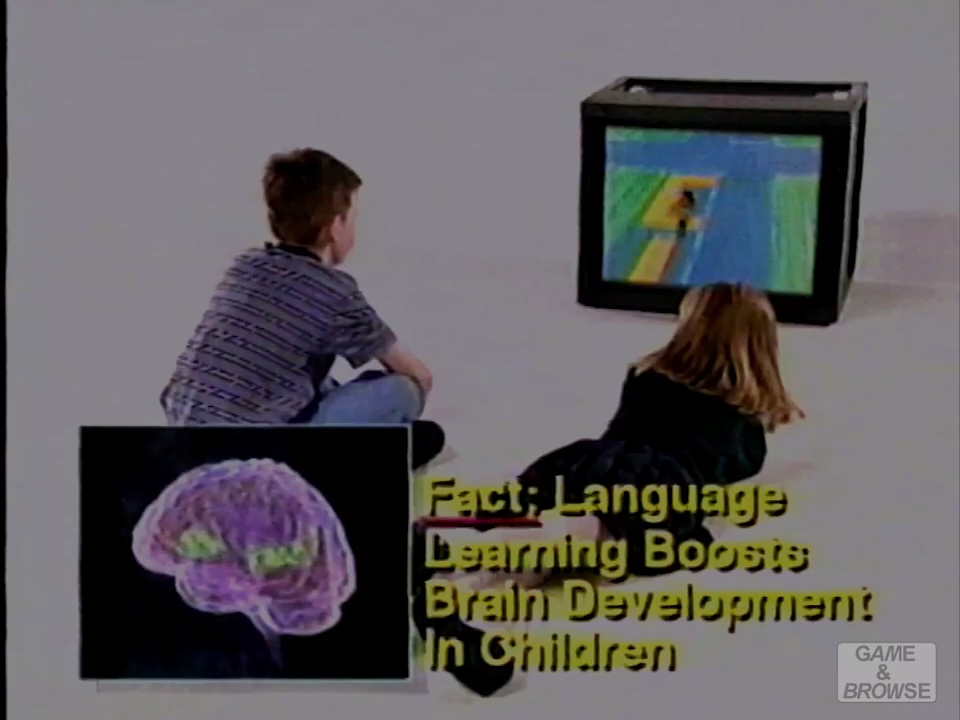 Fact: Language
Learning Boosts
Brain Development
In Children
GAME
&
BROWSE